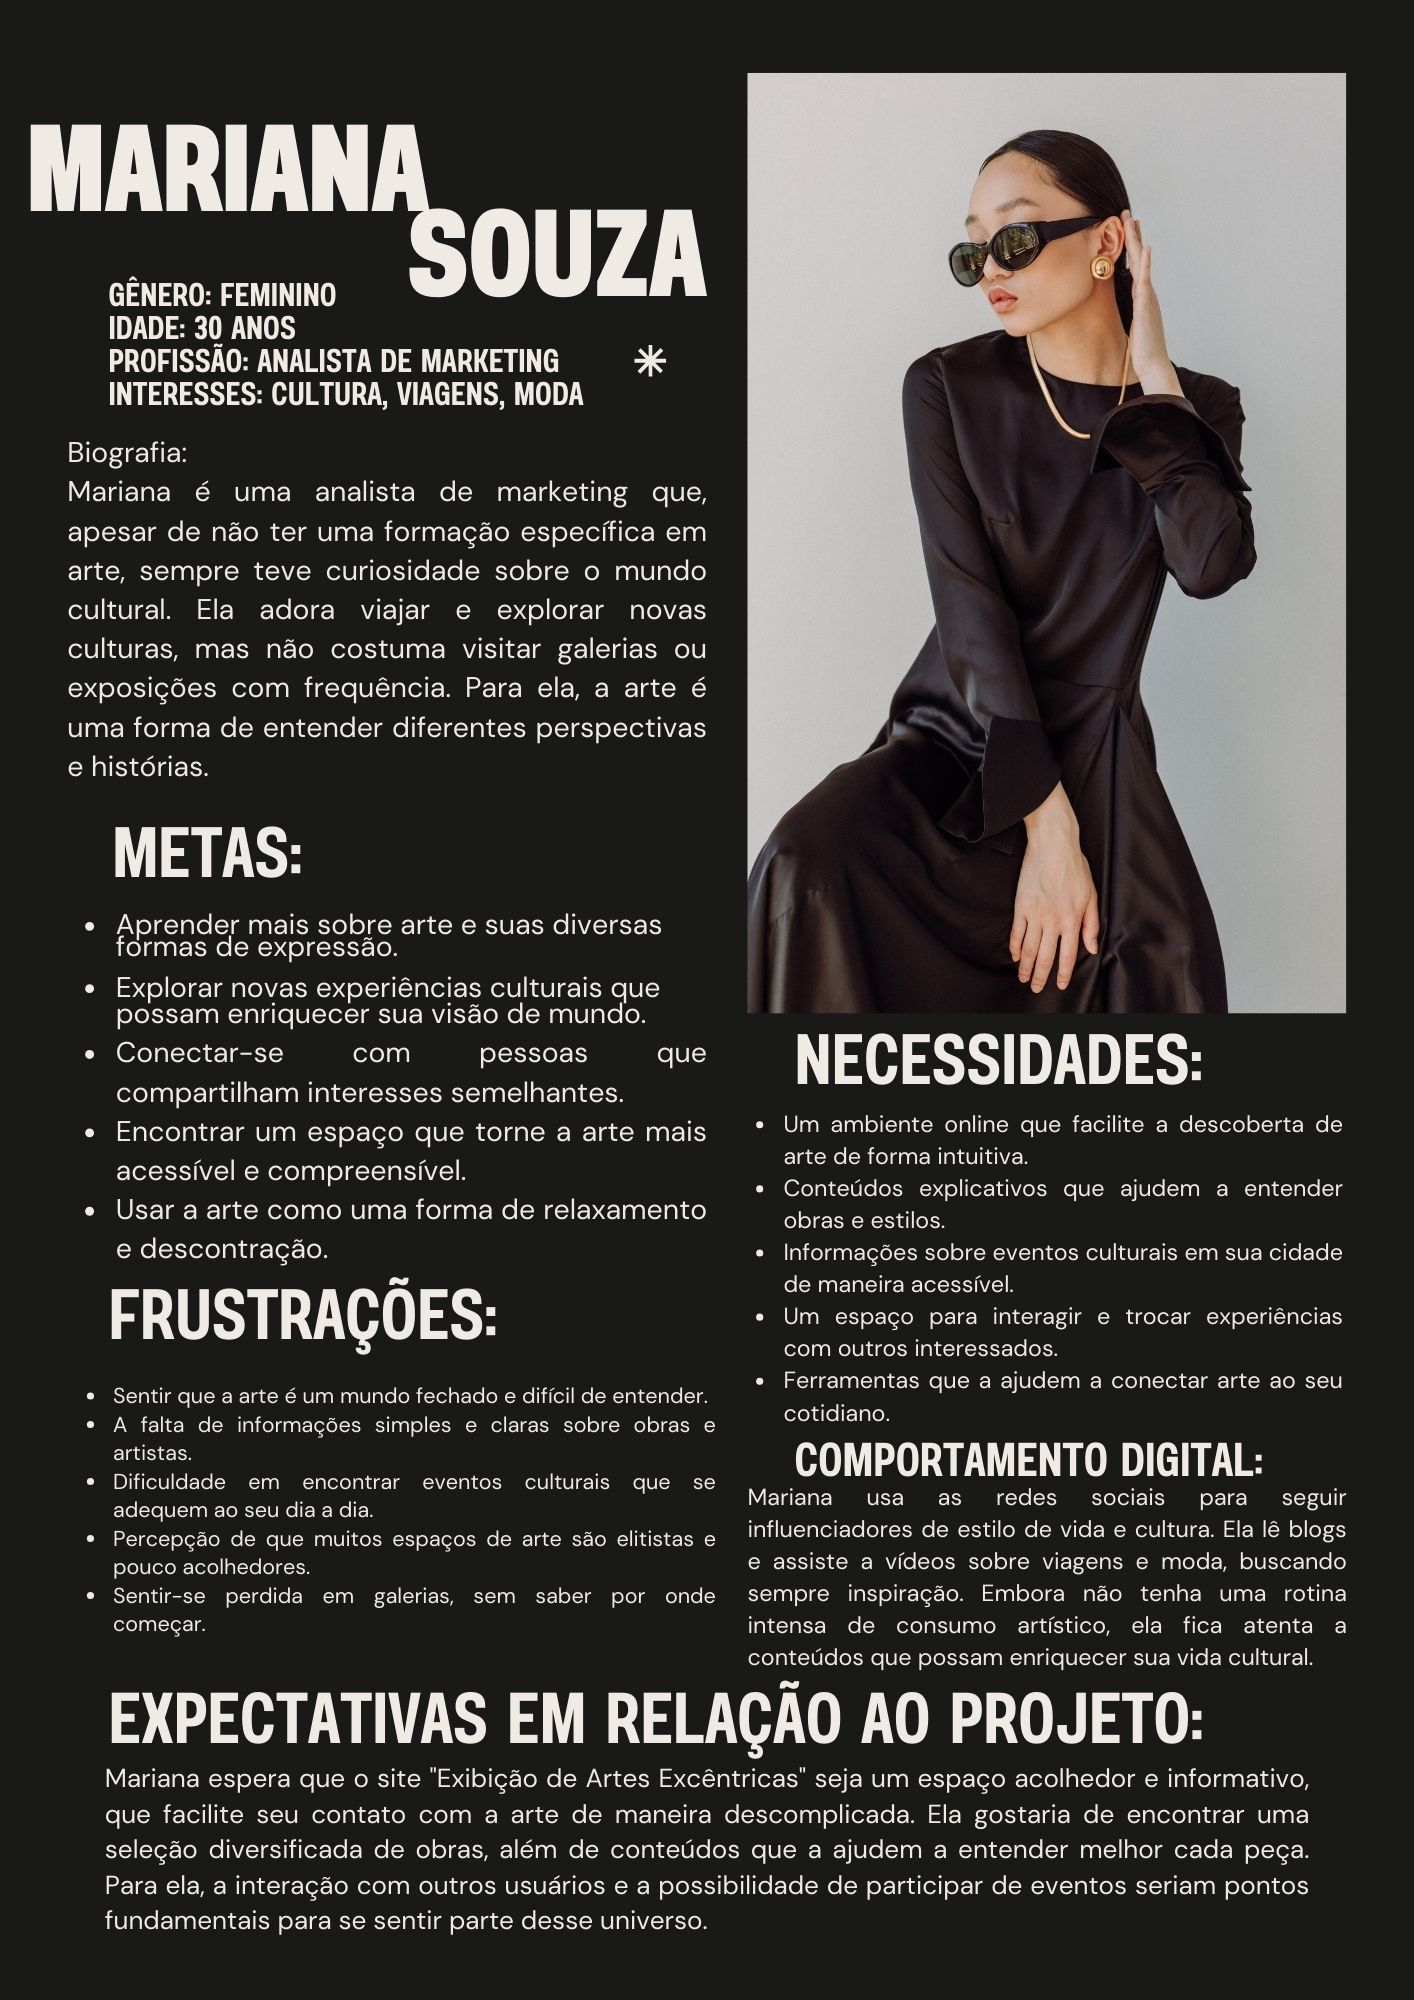 MARIANA
SOUZA
GÊNERO: FEMININO
IDADE: 30 ANOS
PROFISSÃO: ANALISTA DE MARKETING
INTERESSES: CULTURA, VIAGENS, MODA
Biografia:
Mariana é uma analista de marketing que,
apesar de não ter uma formação específica em
arte, sempre teve curiosidade sobre o mundo
cultural. Ela adora viajar e explorar novas
culturas, mas não costuma visitar galerias ou
exposições com frequência. Para ela, a arte é
uma forma de entender diferentes perspectivas
e histórias.
METAS:
• Aprender mais sobre arte e suas diversas
formas de expressão.
• Explorar novas experiências culturais que
possam enriquecer sua visão de mundo.
• Conectar-se com pessoas que
compartilham interesses semelhantes.
• Encontrar um espaço que torne a arte mais
acessível e compreensível.
• Usar a arte como uma forma de relaxamento
e descontração.
FRUSTRAÇÕES:
• Sentir que a arte é um mundo fechado e difícil de entender.
• A falta de informações simples e claras sobre obras e
artistas.
• Dificuldade em encontrar eventos culturais que se
adequem ao seu dia a dia.
• Percepção de que muitos espaços de arte são elitistas e
pouco acolhedores.
• Sentir-se perdida em galerias, sem saber por onde
começar.
NECESSIDADES:
• Um ambiente online que facilite a descoberta de
arte de forma intuitiva.
• Conteúdos explicativos que ajudem a entender
obras e estilos.
• Informações sobre eventos culturais em sua cidade
de maneira acessível.
• Um espaço para interagir e trocar experiências
com outros interessados.
• Ferramentas que a ajudem a conectar arte ao seu
cotidiano.
COMPORTAMENTO DIGITAL:
Mariana usa as redes sociais para seguir
influenciadores de estilo de vida e cultura. Ela lê blogs
e assiste a vídeos sobre viagens e moda, buscando
sempre inspiração. Embora não tenha uma rotina
intensa de consumo artístico, ela fica atenta a
conteúdos que possam enriquecer sua vida cultural.
EXPECTATIVAS EM RELAÇÃO AO PROJETO:
Mariana espera que o site "Exibição de Artes Excêntricas" seja um espaço acolhedor e informativo,
que facilite seu contato com a arte de maneira descomplicada. Ela gostaria de encontrar uma
seleção diversificada de obras, além de conteúdos que a ajudem a entender melhor cada peça.
Para ela, a interação com outros usuários e a possibilidade de participar de eventos seriam pontos
fundamentais para se sentir parte desse universo.